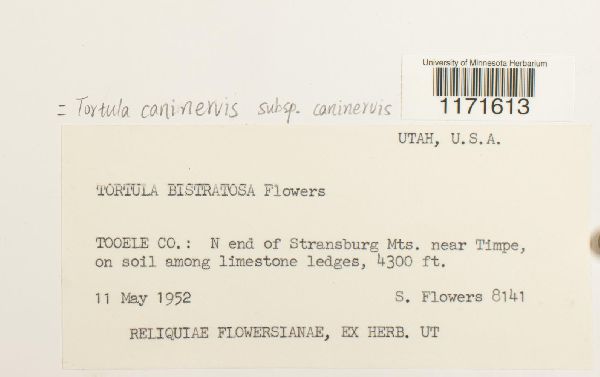 University of Minnesota Herbarium
1171613
= Tortula caninervis subsp. caninervis
UTAH, U.S.A.
TORTULA BISTRATOSA Flowers
TOOELE CO.: N end of Stransburg Mts. near Timpe,
on soil among limestone ledges, 4300 ft.
11 May 1952 S. Flowers 8141
RELIQUIAE FLOWERSIANAE, EX HERB. UT